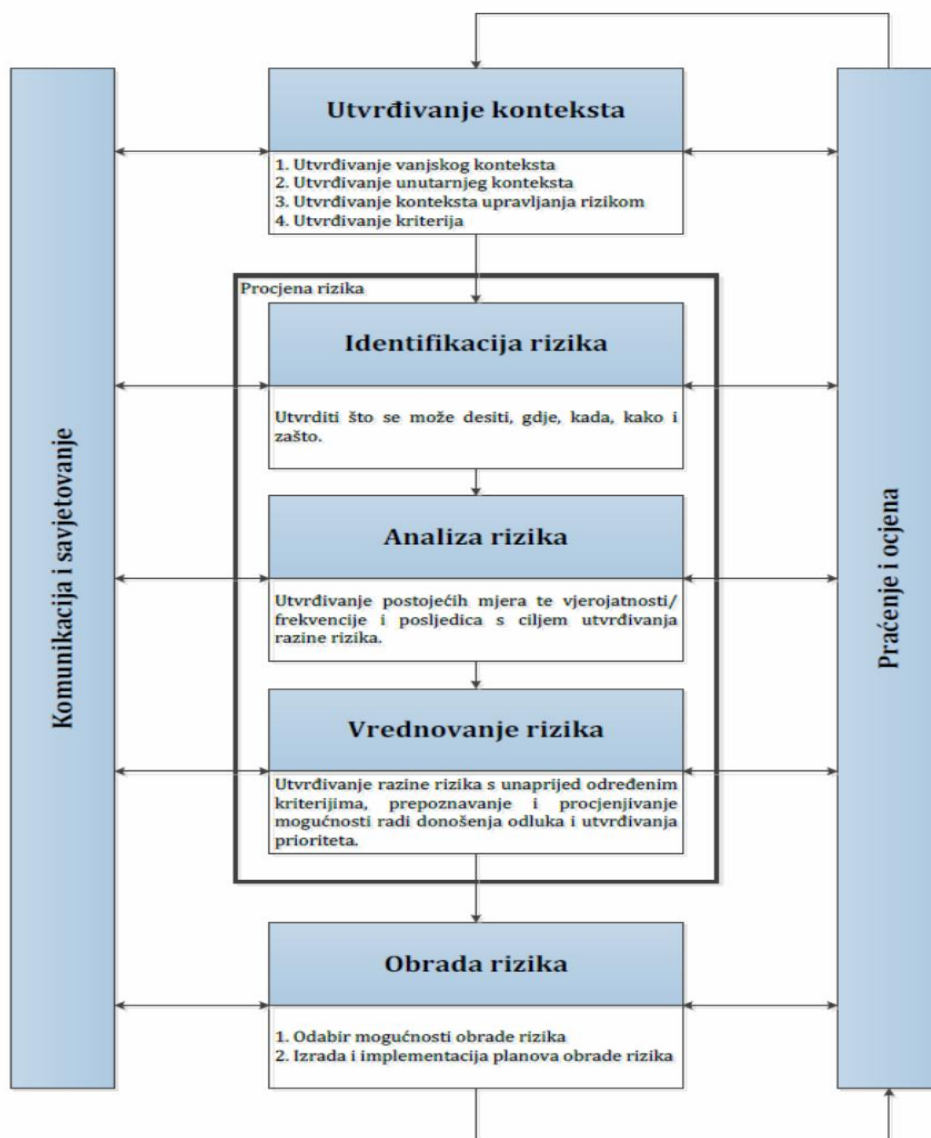 Utvrđivanje konteksta
1. Utvrđivanje vanjskog konteksta
2. Utvrđivanje unutarnjeg konteksta
3. Utvrđivanje konteksta upravljanja rizikom
4. Utvrđivanje kriterija
Procjena rizika
Identifikacija rizika
Utvrditi što se može desiti, gdje, kada, kako i
zašto.
Analiza rizika
Utvrđivanje postojećih mjera te vjerojatnosti/
frekvencije i posljedica s ciljem utvrđivanja
razine rizika.
Vrednovanje rizika
Utvrđivanje razine rizika s unaprijed određenim
kriterijima, prepoznavanje i procjenjivanje
mogućnosti radi donošenja odluka i utvrđivanja
prioriteta.
Obrada rizika
1. Odabir mogućnosti obrade rizika
2. Izrada i implementacija planova obrade rizika
Komunikacija i savjetovanje
Praćenje i ocjena